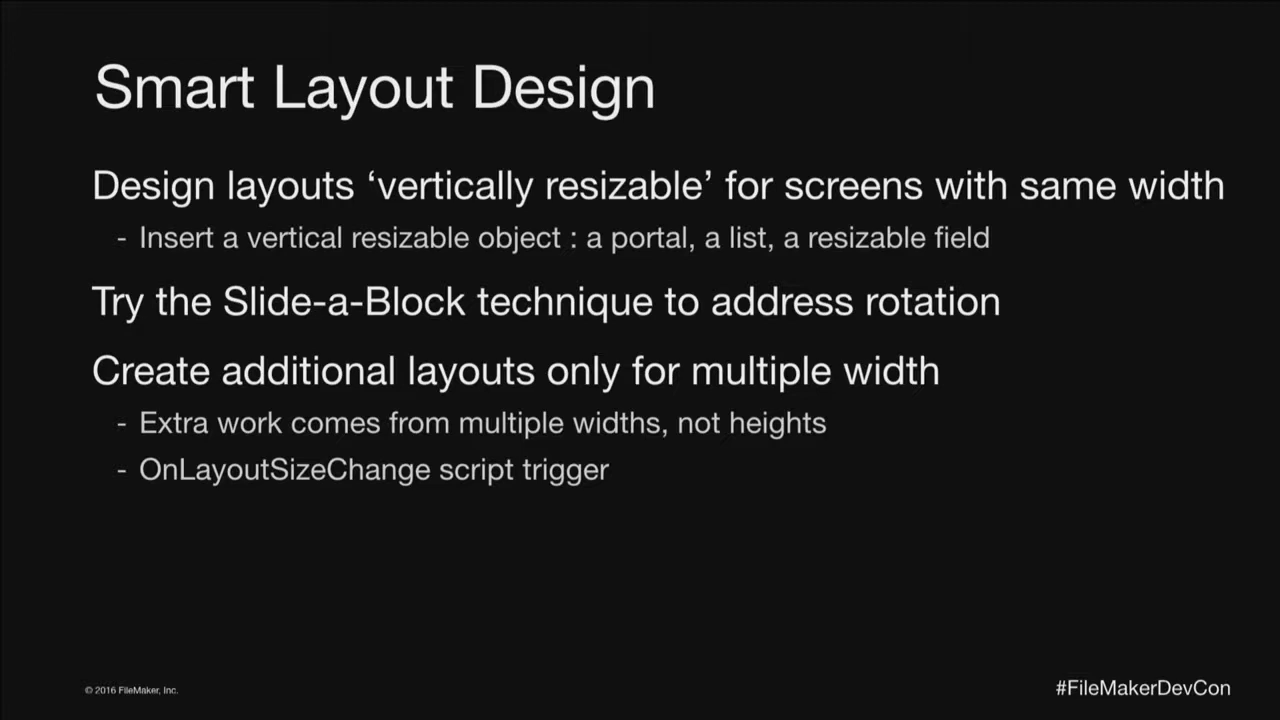 Smart Layout Design
Design layouts ‘vertically resizable’ for screens with same width
- Insert a vertical resizable object : a portal, a list, a resizable field
Try the Slide-a-Block technique to address rotation
Create additional layouts only for multiple width
- Extra work comes from multiple widths, not heights
- OnLayoutSizeChange script trigger
© 2016 FileMaker, Inc.
#FileMakerDevCon